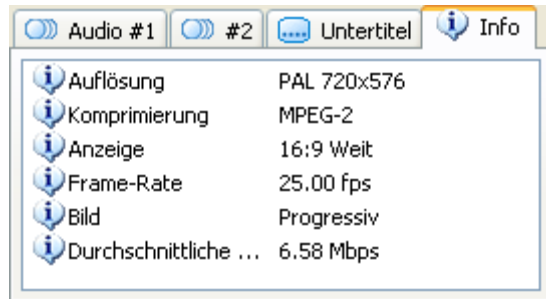 Audio #1 #2 Untertitel Info
Auflösung PAL 720x576
Komprimierung MPEG-2
Anzeige 16:9 Weit
Frame-Rate 25.00 fps
Bild Progressiv
Durchschnittliche ... 6.58 Mbps